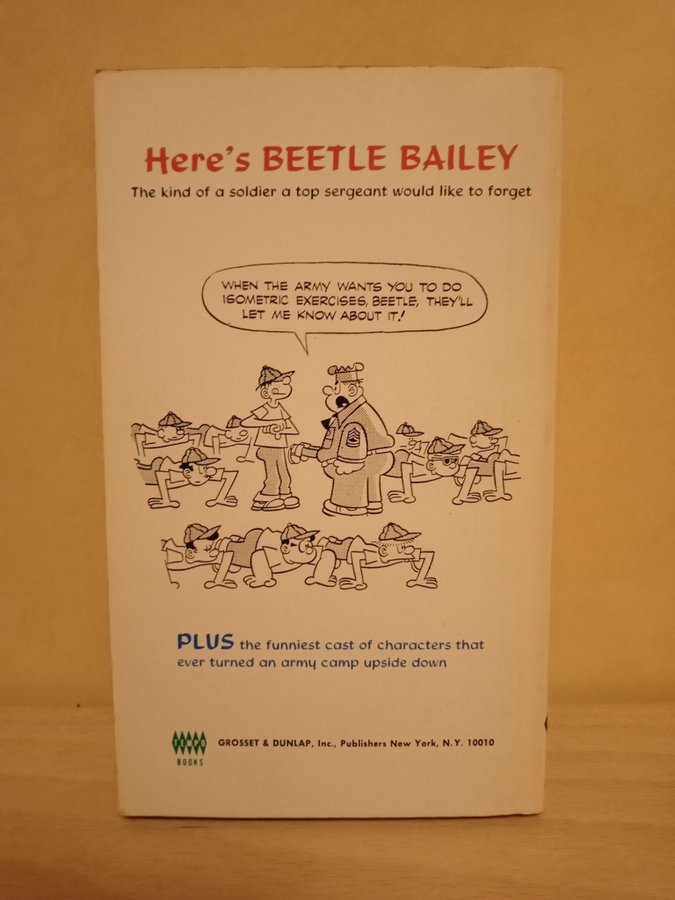 Here's BEETLE BAILEY
The kind of a soldier a top sergeant would like to forget
WHEN THE ARMY WANTS YOU TO DO
ISOMETRIC EXERCISES, BEETLE, THEY'LL
LET ME KNOW ABOUT IT!
PLUS the funniest cast of characters that
ever turned an army camp upside down
TEMPO
BOOKS
GROSSET & DUNLAP, Inc., Publishers New York, N.Y. 10010